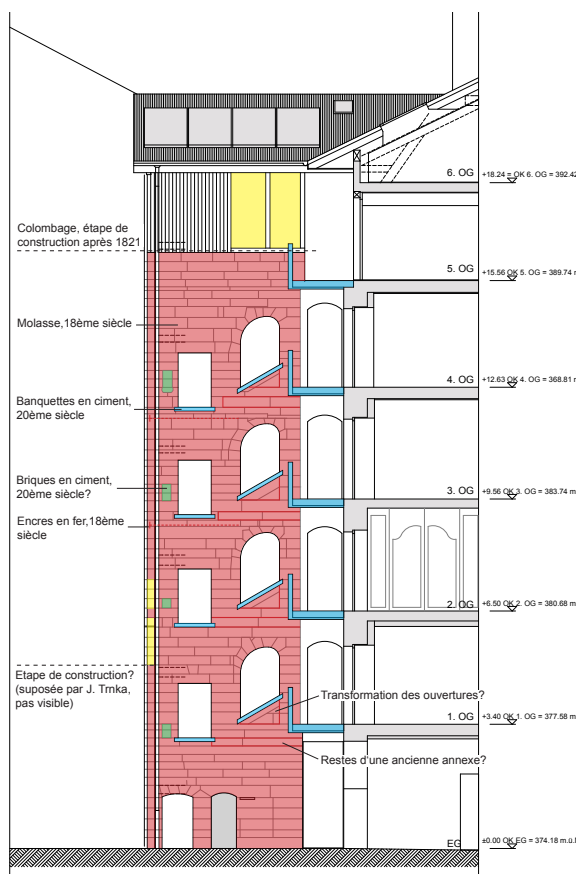 6. OG
+18.24 = OK 6. OG = 392.42
Colombage, étape de
construction après 1821
5. OG
+15.56 OK 5. OG = 389.74 m
Molasse,18ème siècle
4. OG
+12.63 OK 4. OG = 368.81 m
Banquettes en ciment,
20ème siècle
Briques en ciment,
20ème siècle?
3. OG
+9.56 OK 3. OG = 383.74 m
Encres en fer,18ème
siècle
2. OG
+6.50 OK 2. OG = 380.68 m
Etape de construction?
(suposée par J. Trnka,
pas visible)
Transformation des ouvertures?
1. OG
+3.40 OK 1. OG = 377.58 m
Restes d'une ancienne annexe?
EG
±0.00 OK EG = 374.18 m.ü.